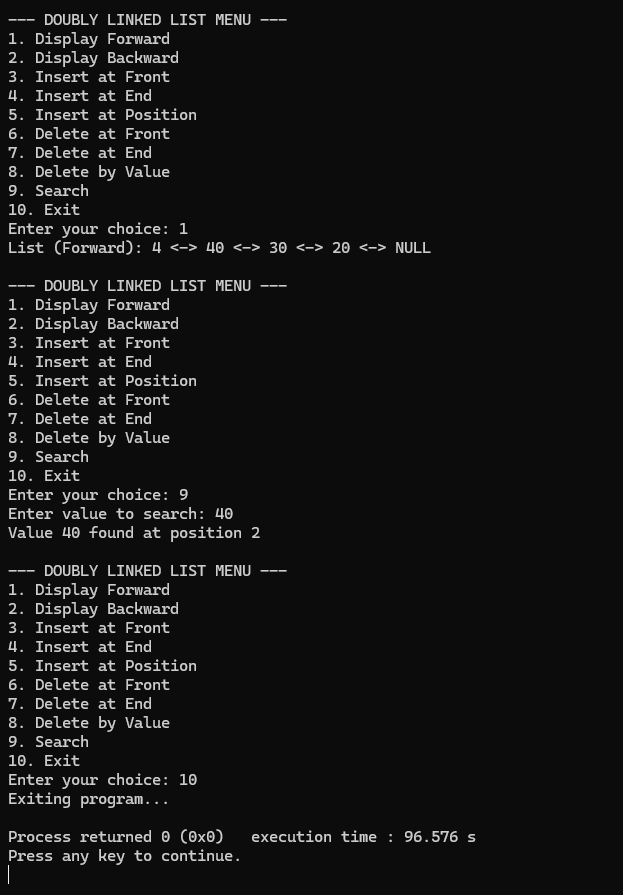 --- DOUBLY LINKED LIST MENU ---
1. Display Forward
2. Display Backward
3. Insert at Front
4. Insert at End
5. Insert at Position
6. Delete at Front
7. Delete at End
8. Delete by Value
9. Search
10. Exit
Enter your choice: 1
List (Forward): 4 <-> 40 <-> 30 <-> 20 <-> NULL

--- DOUBLY LINKED LIST MENU ---
1. Display Forward
2. Display Backward
3. Insert at Front
4. Insert at End
5. Insert at Position
6. Delete at Front
7. Delete at End
8. Delete by Value
9. Search
10. Exit
Enter your choice: 9
Enter value to search: 40
Value 40 found at position 2

--- DOUBLY LINKED LIST MENU ---
1. Display Forward
2. Display Backward
3. Insert at Front
4. Insert at End
5. Insert at Position
6. Delete at Front
7. Delete at End
8. Delete by Value
9. Search
10. Exit
Enter your choice: 10
Exiting program...

Process returned 0 (0x0)   execution time : 96.576 s
Press any key to continue.